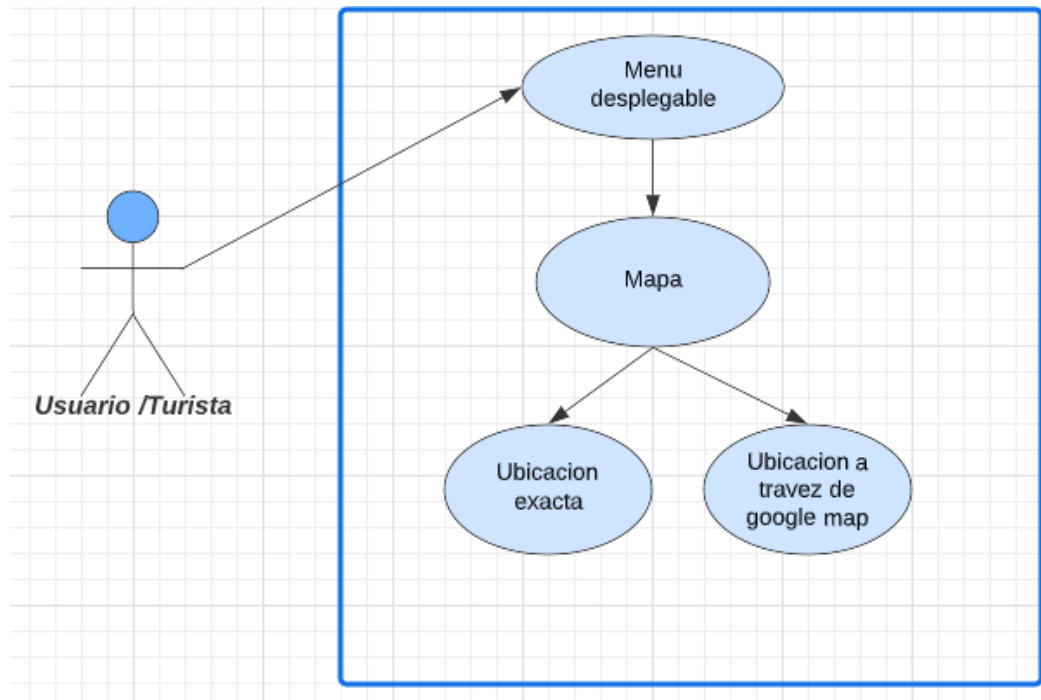 Menu
desplegable
Mapa
Usuario /Turista
Ubicacion
exacta
Ubicacion a
travez de
google map